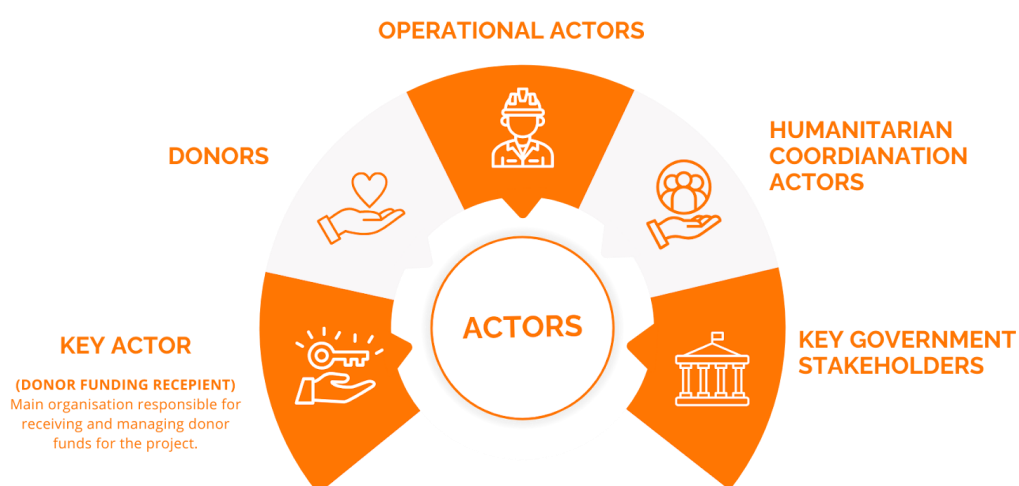 OPERATIONAL ACTORS
DONORS
HUMANITARIAN
COORDIANATION
ACTORS
ACTORS
KEY ACTOR
(DONOR FUNDING RECEPIENT)
Main organisation responsible for
receiving and managing donor
funds for the project.
KEY GOVERNMENT
STAKEHOLDERS